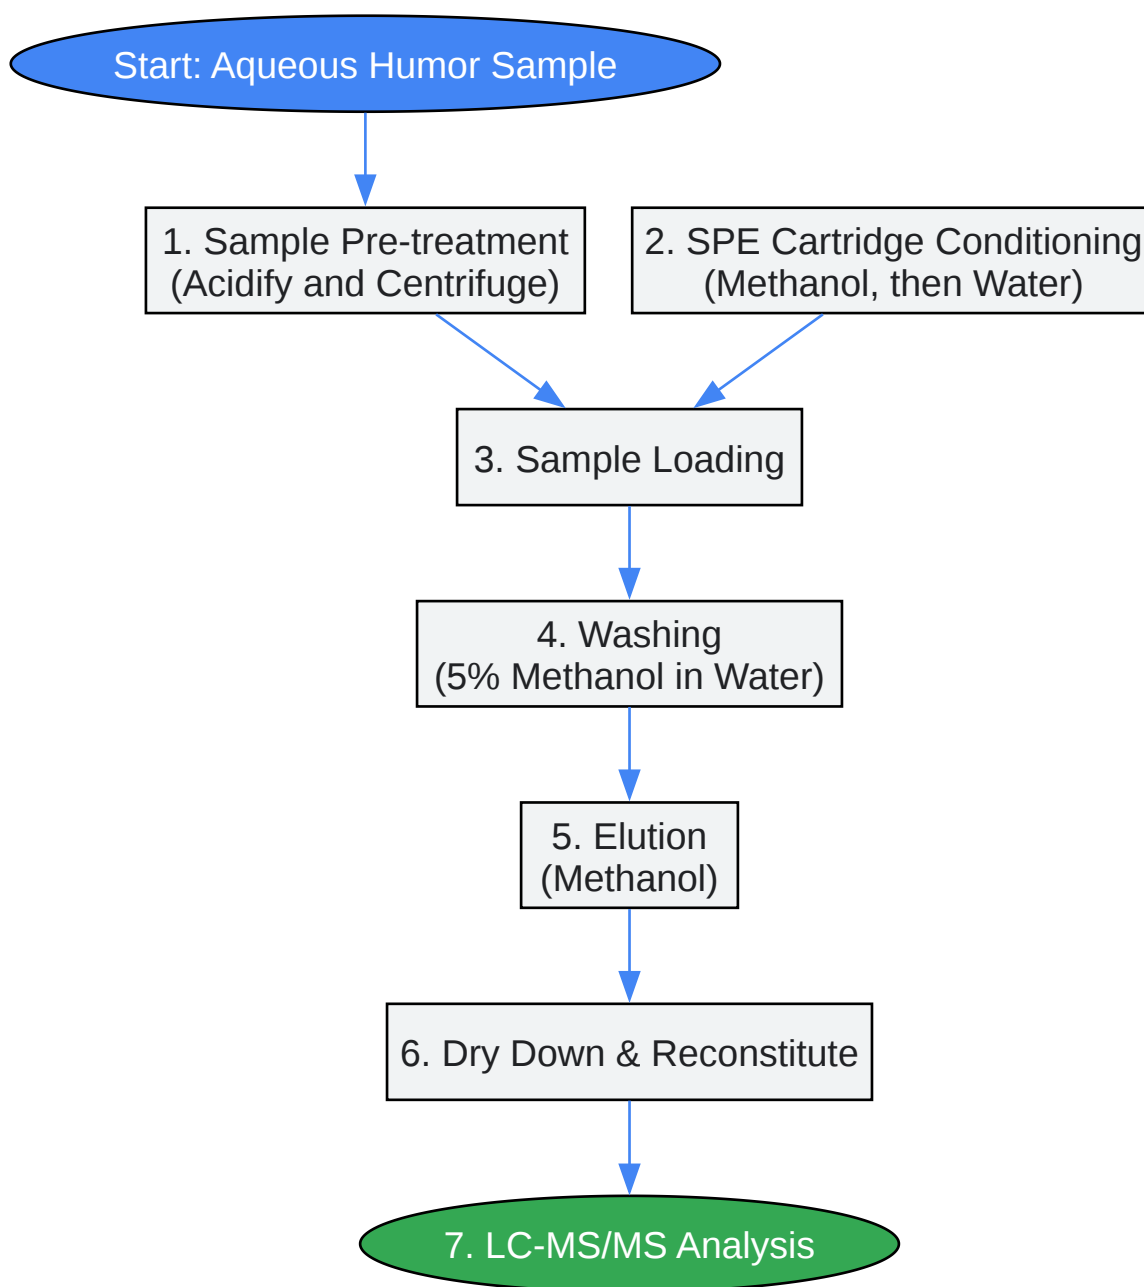 Start: Aqueous Humor Sample
1. Sample Pre-treatment
(Acidify and Centrifuge)
2. SPE Cartridge Conditioning
(Methanol, then Water)
3. Sample Loading
4. Washing
(5% Methanol in Water)
5. Elution
(Methanol)
6. Dry Down & Reconstitute
7. LC-MS/MS Analysis